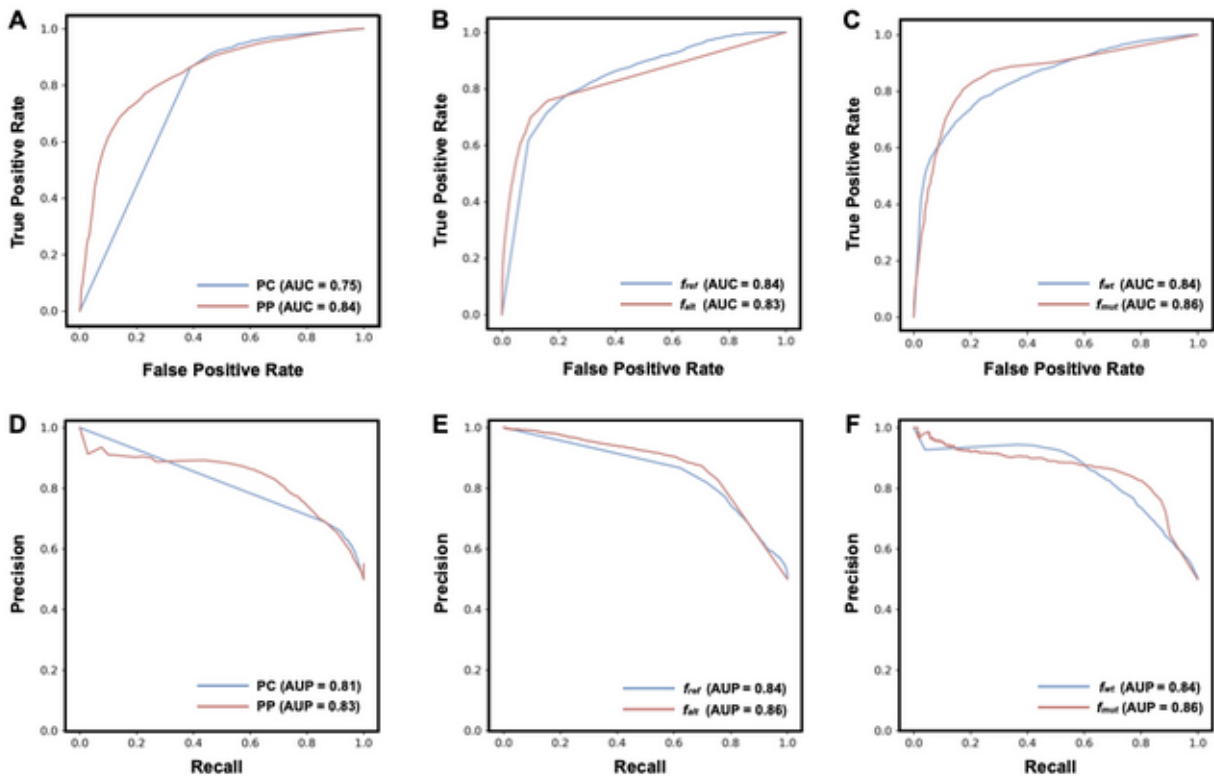 A
True Positive Rate
1.0
0.8
0.6
0.4
0.2
0.0
PC (AUC = 0.75)
PP (AUC = 0.84)
0.0 0.2 0.4 0.6 0.8 1.0
False Positive Rate
B
True Positive Rate
1.0
0.8
0.6
0.4
0.2
0.0
fref (AUC = 0.84)
falt (AUC = 0.83)
0.0 0.2 0.4 0.6 0.8 1.0
False Positive Rate
C
True Positive Rate
1.0
0.8
0.6
0.4
0.2
0.0
fwt (AUC = 0.84)
fmut (AUC = 0.86)
0.0 0.2 0.4 0.6 0.8 1.0
False Positive Rate
D
Precision
1.0
0.8
0.6
0.4
0.2
0.0
PC (AUP = 0.81)
PP (AUP = 0.83)
0.0 0.2 0.4 0.6 0.8 1.0
Recall
E
Precision
1.0
0.8
0.6
0.4
0.2
0.0
fref (AUP = 0.84)
falt (AUP = 0.86)
0.0 0.2 0.4 0.6 0.8 1.0
Recall
F
Precision
1.0
0.8
0.6
0.4
0.2
0.0
fwt (AUP = 0.84)
fmut (AUP = 0.86)
0.0 0.2 0.4 0.6 0.8 1.0
Recall